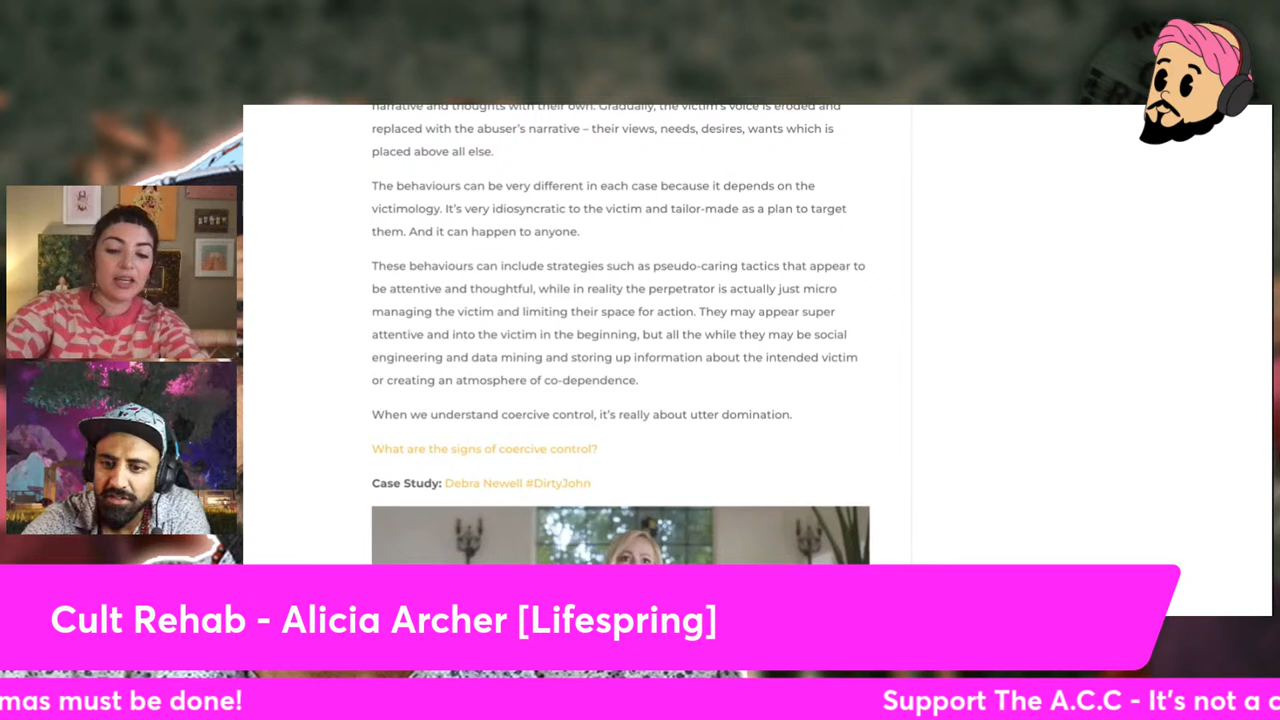 narrative and thoughts with their own. Gradually, the victim's voice is eroded and
replaced with the abuser's narrative – their views, needs, desires, wants which is
placed above all else.
The behaviours can be very different in each case because it depends on the
victimology. It's very idiosyncratic to the victim and tailor-made as a plan to target
them. And it can happen to anyone.
These behaviours can include strategies such as pseudo-caring tactics that appear to
be attentive and thoughtful, while in reality the perpetrator is actually just micro
managing the victim and limiting their space for action. They may appear super
attentive and into the victim in the beginning, but all the while they may be social
engineering and data mining and storing up information about the intended victim
or creating an atmosphere of co-dependence.
When we understand coercive control, it's really about utter domination.
What are the signs of coercive control?
Case Study: Debra Newell #DirtyJohn
Cult Rehab - Alicia Archer [Lifespring]
mas must be done!
Support The A.C.C - It's not a c